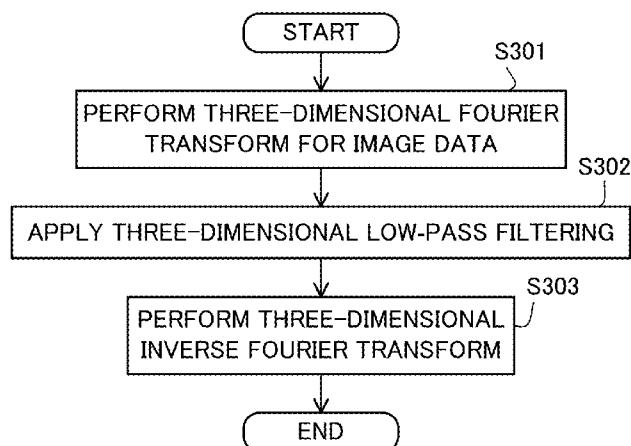 START
S301
PERFORM THREE-DIMENSIONAL FOURIER
TRANSFORM FOR IMAGE DATA
S302
APPLY THREE-DIMENSIONAL LOW-PASS FILTERING
S303
PERFORM THREE-DIMENSIONAL
INVERSE FOURIER TRANSFORM
END